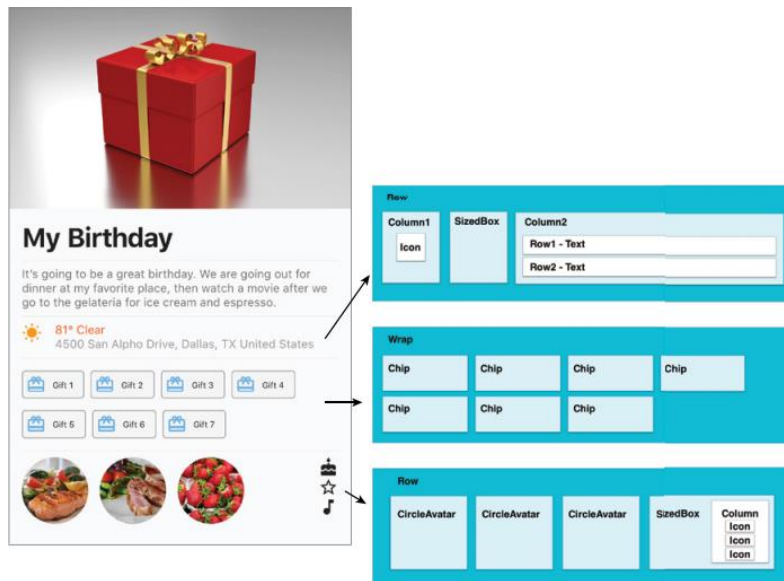 My Birthday
It's going to be a great birthday. We are going out for
dinner at my favorite place, then watch a movie after we
go to the gelateria for ice cream and espresso.
81° Clear
4500 San Alpho Drive, Dallas, TX United States
Gift 1 Gift 2 Gift 3 Gift 4
Gift 5 Gift 6 Gift 7
Row
Column1 SizedBox Column2
Icon
Row1 - Text
Row2 - Text
Wrap
Chip Chip Chip Chip
Chip Chip Chip
Row
CircleAvatar CircleAvatar CircleAvatar SizedBox Column
Icon
Icon
Icon